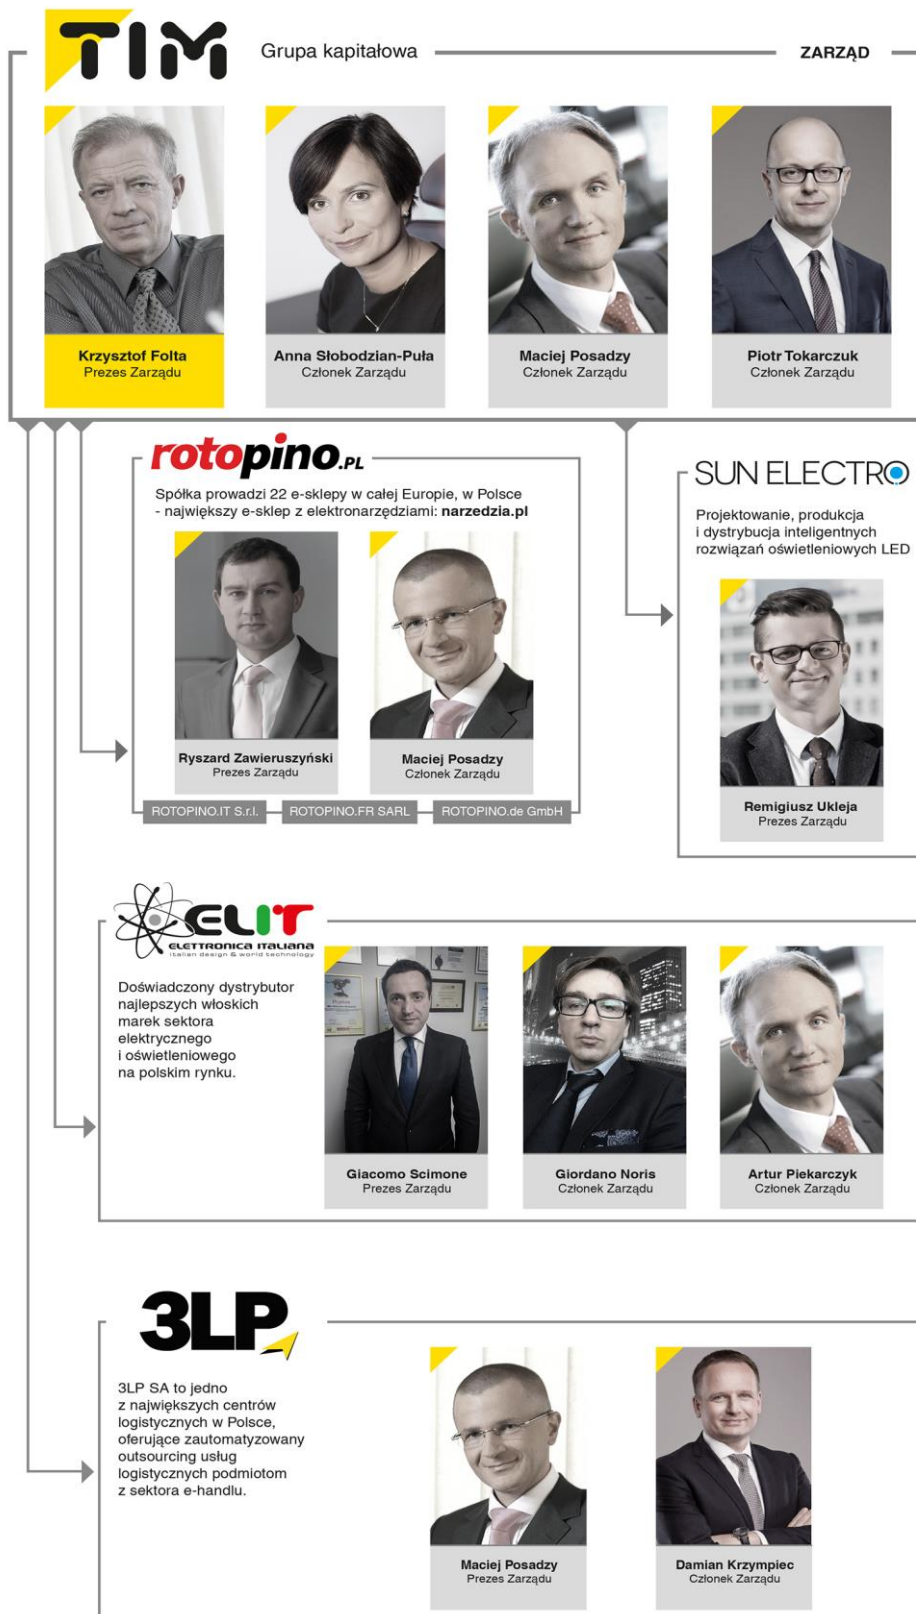 TIM
Grupa kapitałowa
ZARZĄD
Krzysztof Folta
Prezes Zarządu
Anna Słobodzian-Puła
Członek Zarządu
Maciej Posadzy
Członek Zarządu
Piotr Tokarczuk
Członek Zarządu
rotopino.PL
Spółka prowadzi 22 e-sklepy w całej Europie, w Polsce
- największy e-sklep z elektronarzędziami: narzedzia.pl
Ryszard Zawieruszyński
Prezes Zarządu
Maciej Posadzy
Członek Zarządu
ROTOPINO.IT S.r.l.
ROTOPINO.FR SARL
ROTOPINO.de GmbH
SUN ELECTRO
Projektowanie, produkcja
i dystrybucja inteligentnych
rozwiązań oświetleniowych LED
Remigiusz Ukleja
Prezes Zarządu
ELIT
ELETTRONICA ITALIANA
italian design & world technology
Doświadczony dystrybutor
najlepszych włoskich
marek sektora
elektrycznego
i oświetleniowego
na polskim rynku.
Giacomo Scimone
Prezes Zarządu
Giordano Noris
Członek Zarządu
Artur Piekarczyk
Członek Zarządu
3LP
3LP SA to jedno
z największych centrów
logistycznych w Polsce,
oferujące zautomatyzowany
outsourcing usług
logistycznych podmiotom
z sektora e-handlu.
Maciej Posadzy
Prezes Zarządu
Damian Krzympiec
Członek Zarządu